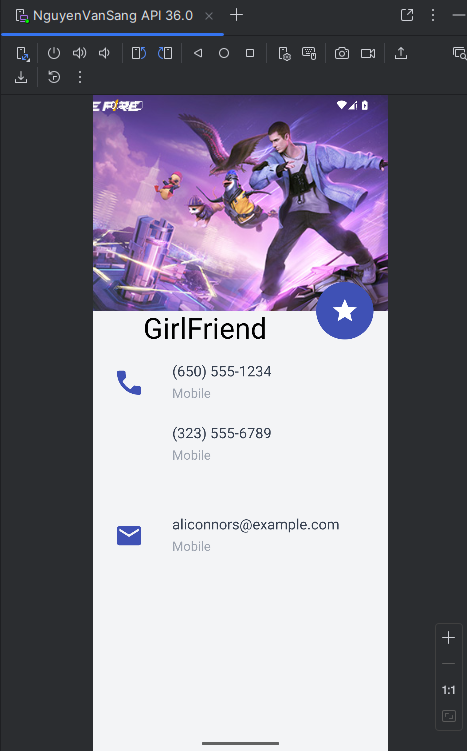 NguyenVanSang API 36.0
E FIRE
GirlFriend
(650) 555-1234
Mobile
(323) 555-6789
Mobile
aliconnors@example.com
Mobile
1:1